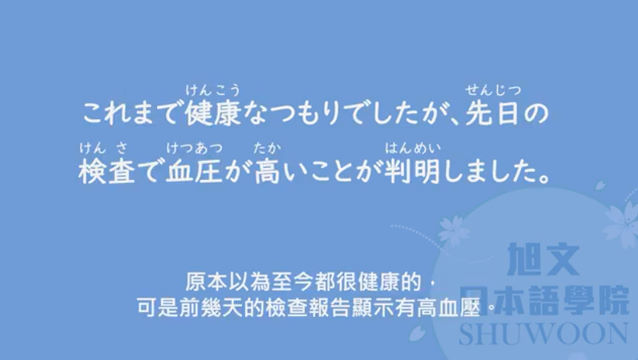 けんこう せんじつ
これまで健康なつもりでしたが、先日の
けん さ けつあつ たか はんめい
検査で血圧が高いことが判明しました。
原本以為至今都很健康的，
可是前幾天的檢查報告顯示有高血壓。
旭文
日本語學院
SHUWOON